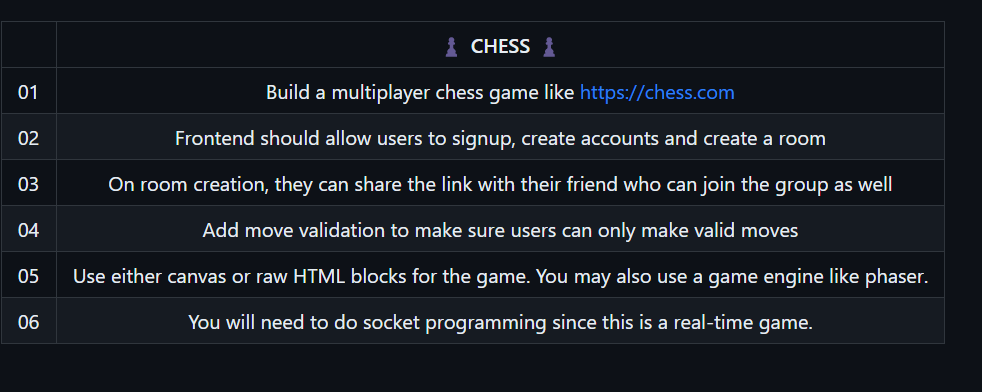 ♟ CHESS ♟
01 Build a multiplayer chess game like https://chess.com
02 Frontend should allow users to signup, create accounts and create a room
03 On room creation, they can share the link with their friend who can join the group as well
04 Add move validation to make sure users can only make valid moves
05 Use either canvas or raw HTML blocks for the game. You may also use a game engine like phaser.
06 You will need to do socket programming since this is a real-time game.